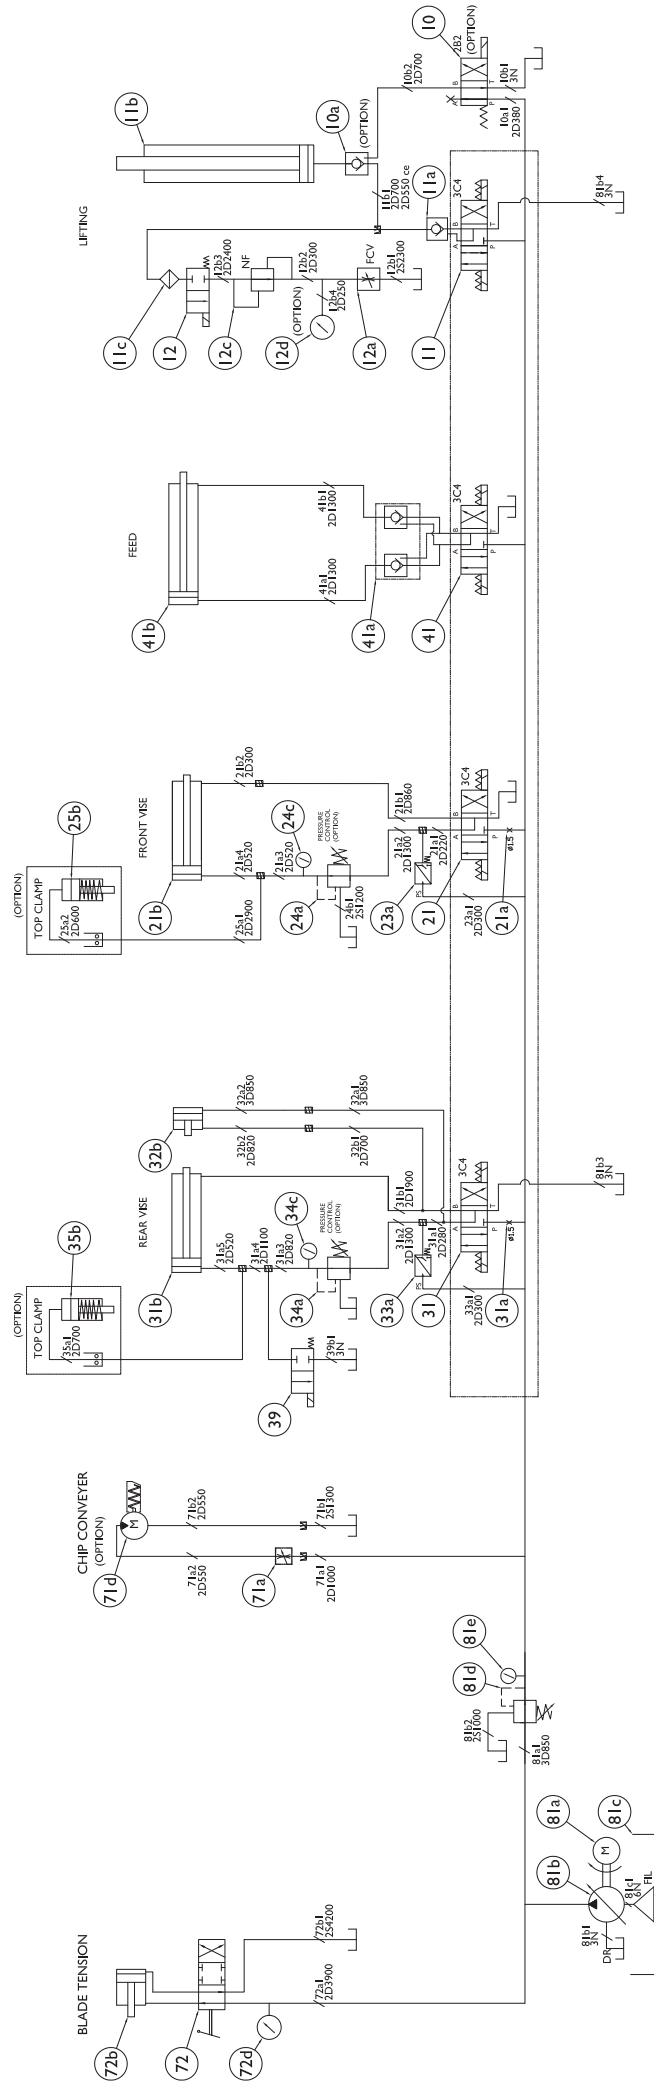 BLADE TENSION
72b
72
72d
72b1
2S4200
72a1
2D3900
CHIP CONVEYER
(OPTION)
71d
M
71a2
2D550
71b2
2D550
71a
71a1
2D1000
71b1
2S1300
81e
81d
81b2
2S1000
81a1
3D850
81a
81b
81c
M
81b1
3N
DR
81c1
6N
FIL
(OPTION)
TOP CLAMP
35b
35a1
2D700
REAR VISE
31b
32b
31a5
2D520
31a4
2D1100
31a3
2D820
34c
34a
PRESSURE
CONTROL
(OPTION)
39
39b1
3N
32b2
2D820
32a2
3D850
32b1
2D700
32a1
3D850
33a
PS
31a2
2D1300
31b1
2D1900
31a1
2D280
31
3C4
A
B
P
T
33a1
2D300
31a
ø1.5
81b3
3N
(OPTION)
TOP CLAMP
25b
25a2
2D600
FRONT VISE
21b
21a4
2D520
21b2
2D300
21a3
2D520
24c
25a1
2D2900
24a
PRESSURE
CONTROL
(OPTION)
24b1
2S1200
23a
PS
21a2
2D1300
21b1
2D860
21a1
2D220
21
3C4
A
B
P
T
23a1
2D300
21a
ø1.5
FEED
41b
41a1
2D1300
41b1
2D1300
41a
41
3C4
A
B
P
T
LIFTING
11b
11c
12
12b3
2D2400
12c
NF
12b2
2D300
(OPTION)
12d
12b4
2D250
FCV
12a
12b1
2S2300
10a
(OPTION)
11b1
2D700
2D550 ce
11a
11
3C4
A
B
P
T
81b4
3N
10b2
2D700
10
2B2
(OPTION)
A
B
P
T
10a1
2D380
10b1
3N